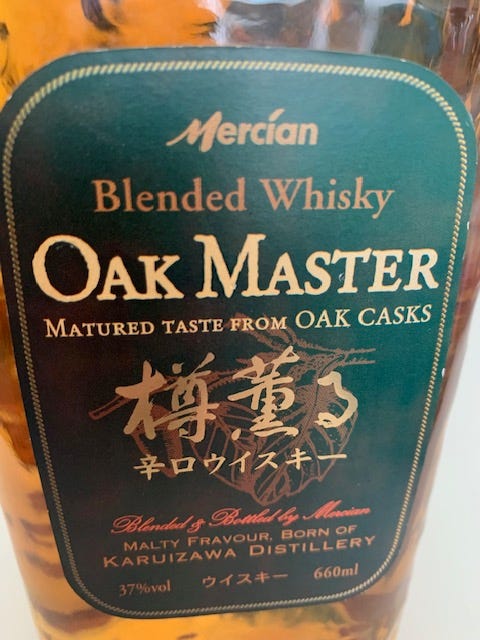 Mercian
Blended Whisky
OAK MASTER
MATURED TASTE FROM OAK CASKS
樽薫る
辛口ウイスキー
Blended & Bottled by Mercian
MALTY FRAVOUR, BORN OF
KARUIZAWA DISTILLERY
37%vol ウイスキー 660ml